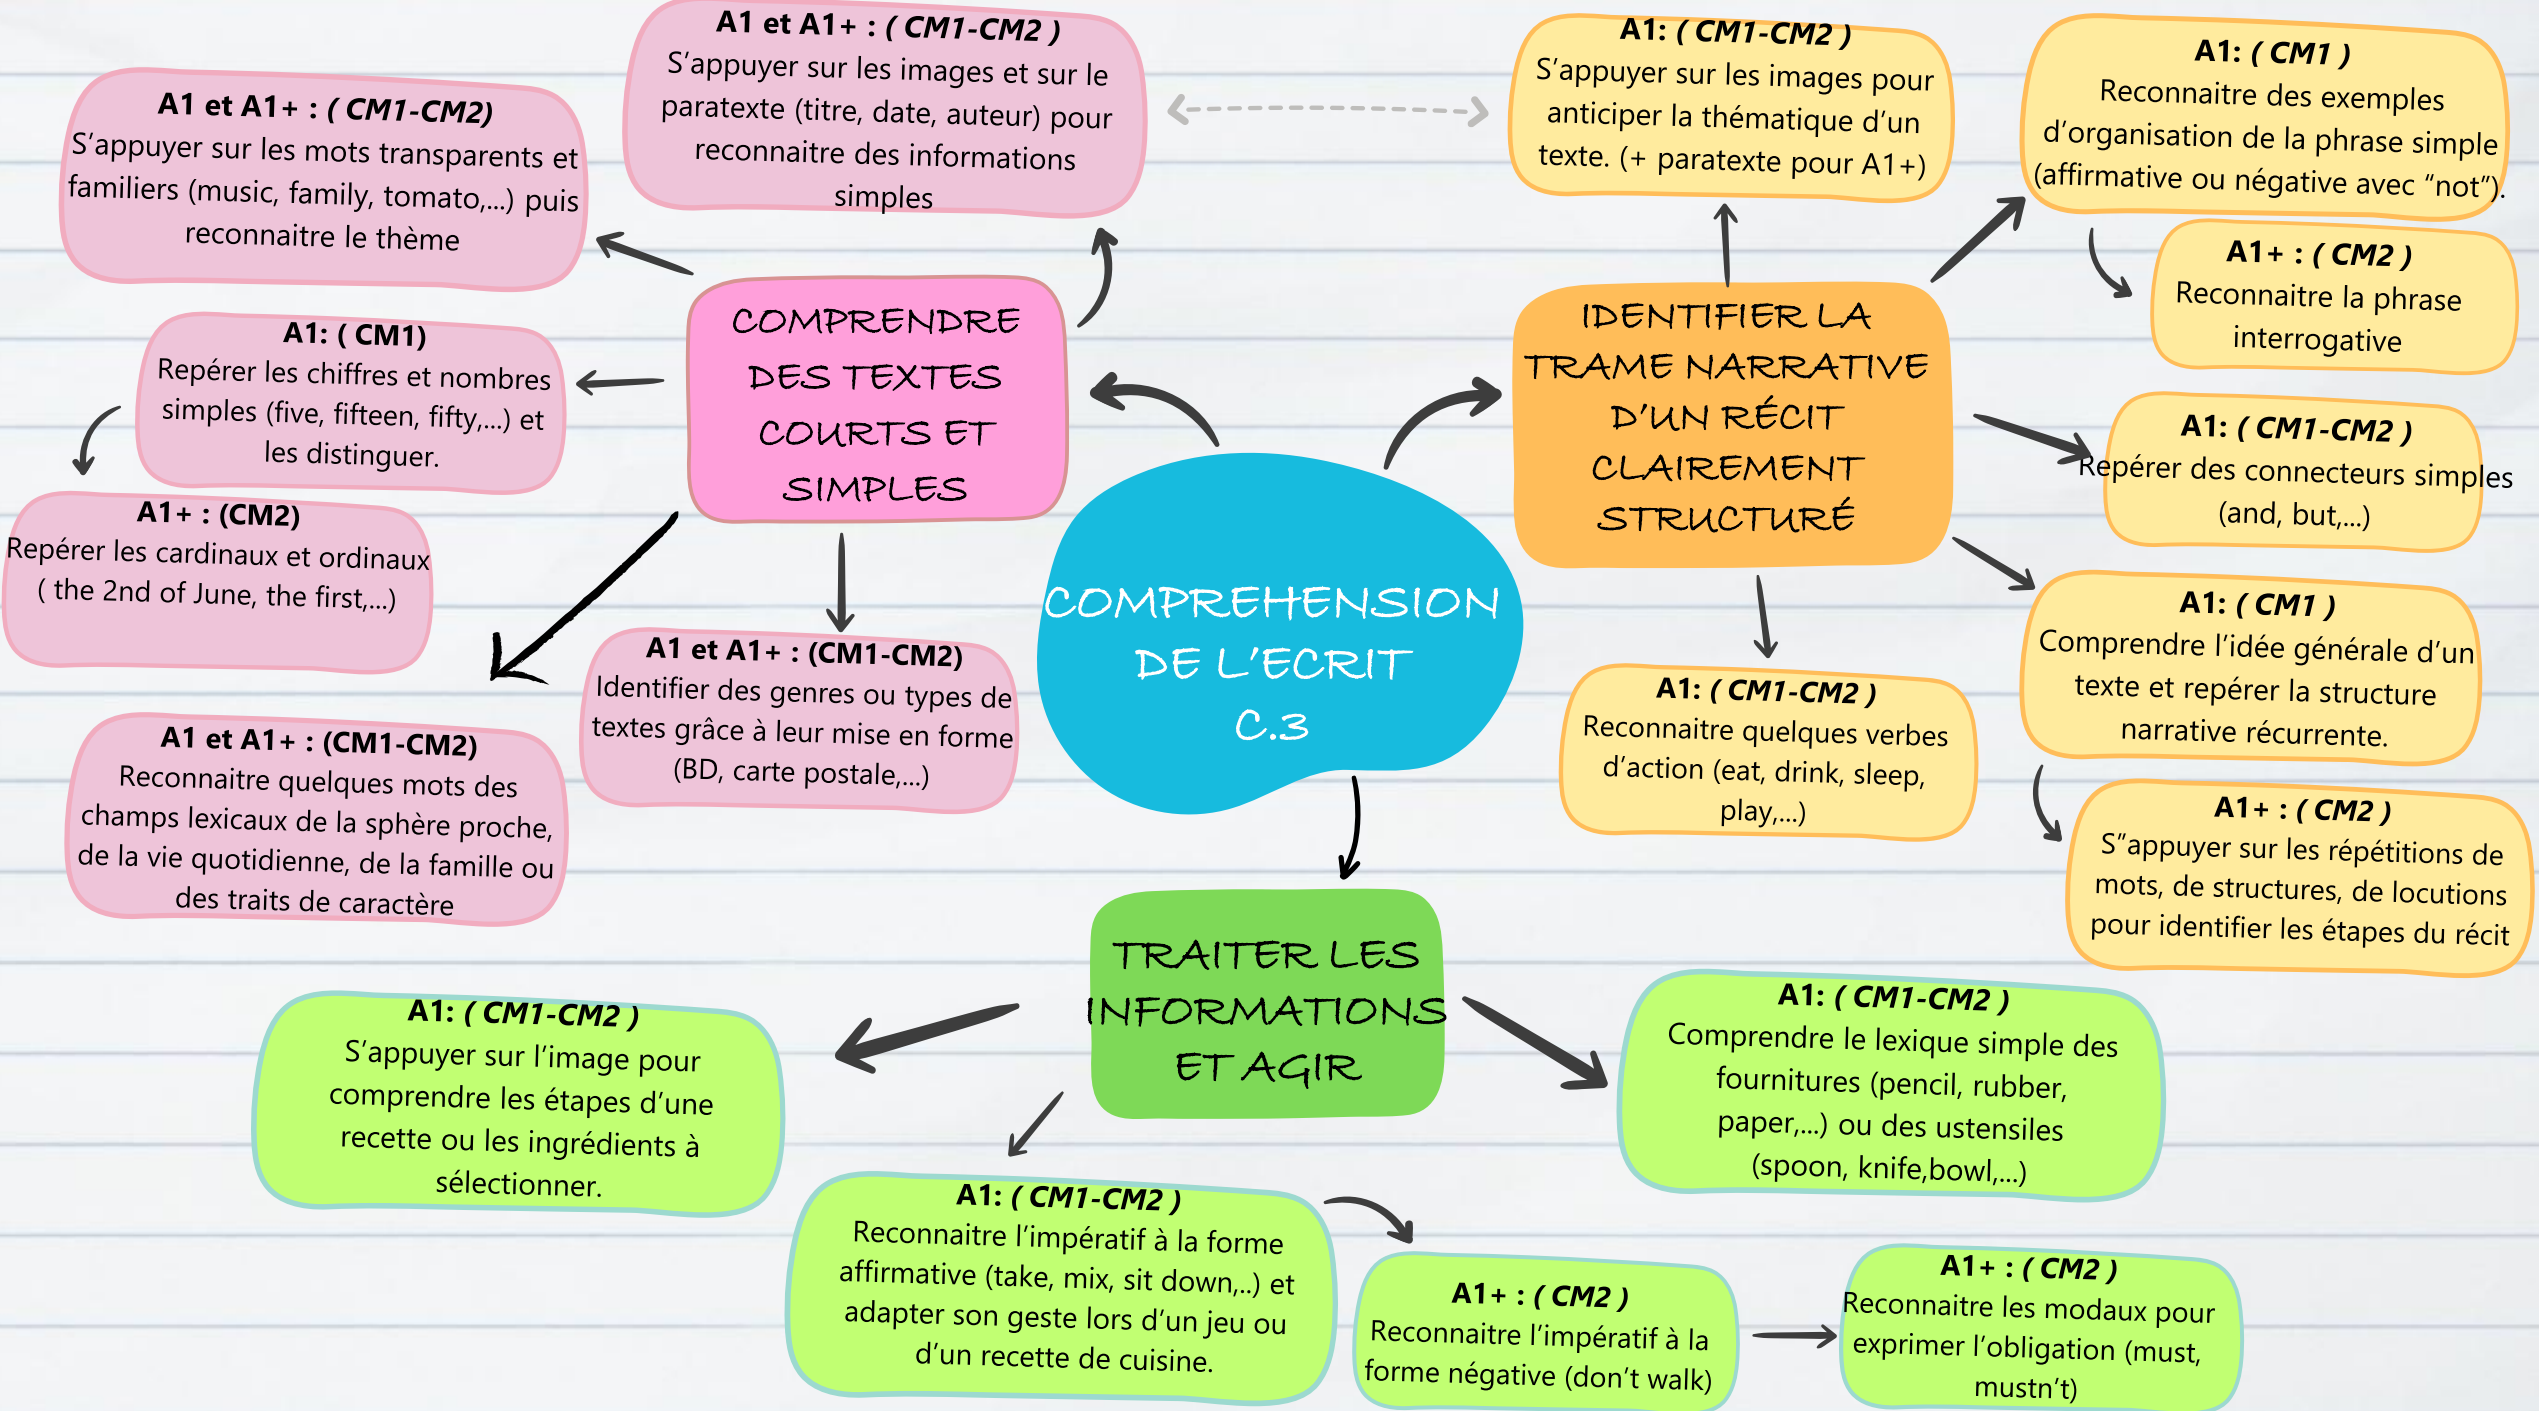 A1 et A1+ : ( CM1-CM2 )
S’appuyer sur les images et sur le
paratexte (titre, date, auteur) pour
reconnaitre des informations
simples
A1 et A1+ : ( CM1-CM2)
S’appuyer sur les mots transparents et
familiers (music, family, tomato,...) puis
reconnaitre le thème
A1: ( CM1)
Repérer les chiffres et nombres
simples (five, fifteen, fifty,...) et
les distinguer.
A1+ : (CM2)
Repérer les cardinaux et ordinaux
( the 2nd of June, the first,...)
COMPRENDRE
DES TEXTES
COURTS ET
SIMPLES
A1 et A1+ : (CM1-CM2)
Identifier des genres ou types de
textes grâce à leur mise en forme
(BD, carte postale,...)
A1 et A1+ : (CM1-CM2)
Reconnaitre quelques mots des
champs lexicaux de la sphère proche,
de la vie quotidienne, de la famille ou
des traits de caractère
COMPREHENSION
DE L’ECRIT
C.3
A1: ( CM1-CM2 )
S’appuyer sur les images pour
anticiper la thématique d’un
texte. (+ paratexte pour A1+)
A1: ( CM1 )
Reconnaitre des exemples
d’organisation de la phrase simple
(affirmative ou négative avec “not”).
A1+ : ( CM2 )
Reconnaitre la phrase
interrogative
IDENTIFIER LA
TRAME NARRATIVE
D’UN RÉCIT
CLAIREMENT
STRUCTURÉ
A1: ( CM1-CM2 )
Repérer des connecteurs simples
(and, but,...)
A1: ( CM1 )
Comprendre l’idée générale d’un
texte et repérer la structure
narrative récurrente.
A1: ( CM1-CM2 )
Reconnaitre quelques verbes
d’action (eat, drink, sleep,
play,...)
A1+ : ( CM2 )
S”appuyer sur les répétitions de
mots, de structures, de locutions
pour identifier les étapes du récit
TRAITER LES
INFORMATIONS
ET AGIR
A1: ( CM1-CM2 )
S’appuyer sur l’image pour
comprendre les étapes d’une
recette ou les ingrédients à
sélectionner.
A1: ( CM1-CM2 )
Comprendre le lexique simple des
fournitures (pencil, rubber,
paper,...) ou des ustensiles
(spoon, knife,bowl,...)
A1: ( CM1-CM2 )
Reconnaitre l’impératif à la forme
affirmative (take, mix, sit down,..) et
adapter son geste lors d’un jeu ou
d’un recette de cuisine.
A1+ : ( CM2 )
Reconnaitre l’impératif à la
forme négative (don’t walk)
A1+ : ( CM2 )
Reconnaitre les modaux pour
exprimer l’obligation (must,
mustn’t)